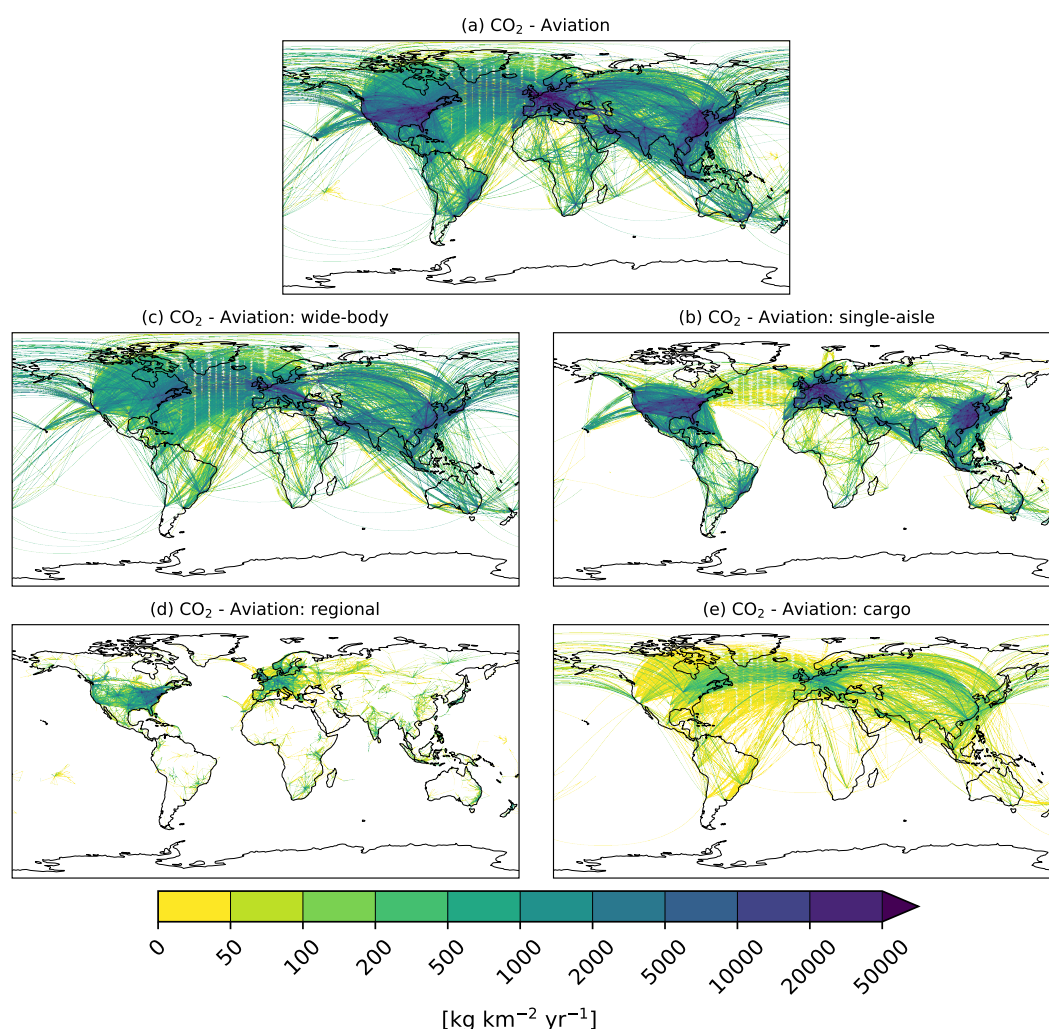 (a) CO₂ - Aviation
(c) CO₂ - Aviation: wide-body
(b) CO₂ - Aviation: single-aisle
(d) CO₂ - Aviation: regional
(e) CO₂ - Aviation: cargo
0 50 100 200 500 1000 2000 5000 10000 20000 50000
[kg km⁻² yr⁻¹]